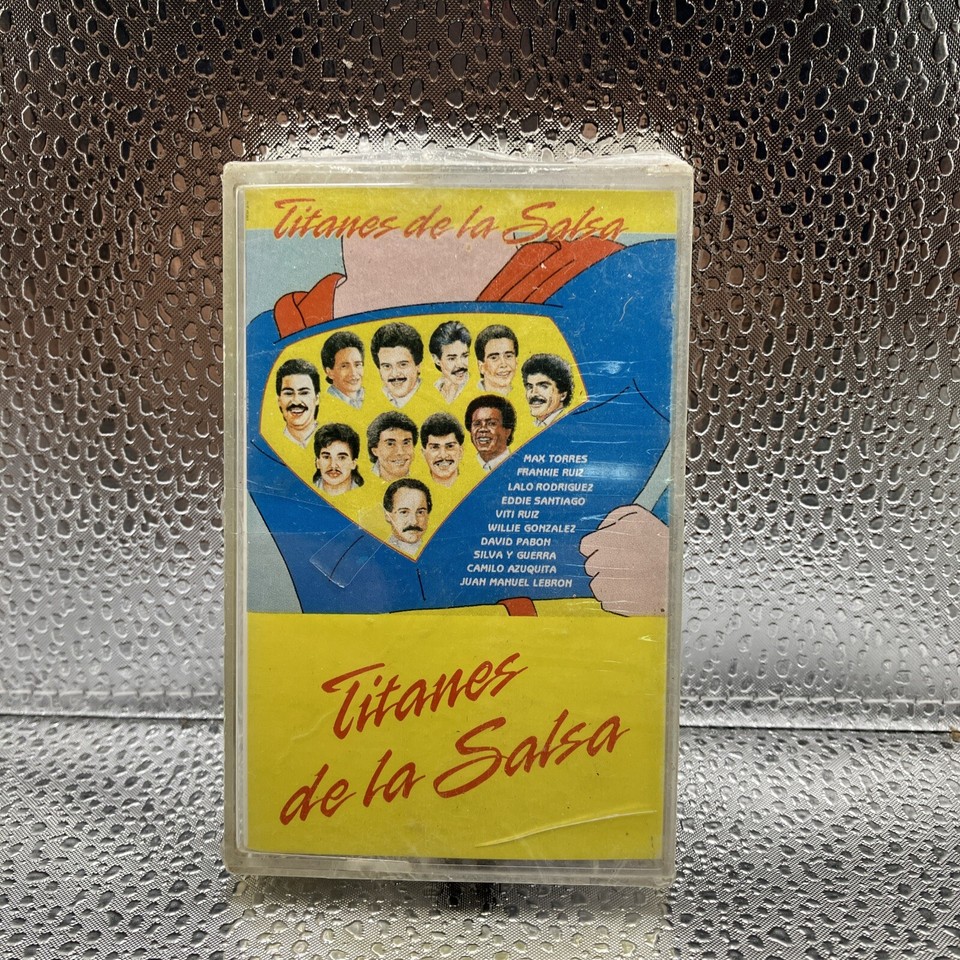 Titanes de la Salsa
MAX TORRES
FRANKIE RUIZ
LALO RODRIGUEZ
EDDIE SANTIAGO
VITI RUIZ
WILLIE GONZALEZ
DAVID PABON
SILVA Y GUERRA
CAMILO AZUQUITA
JUAN MANUEL LEBRON
Titanes
de la Salsa